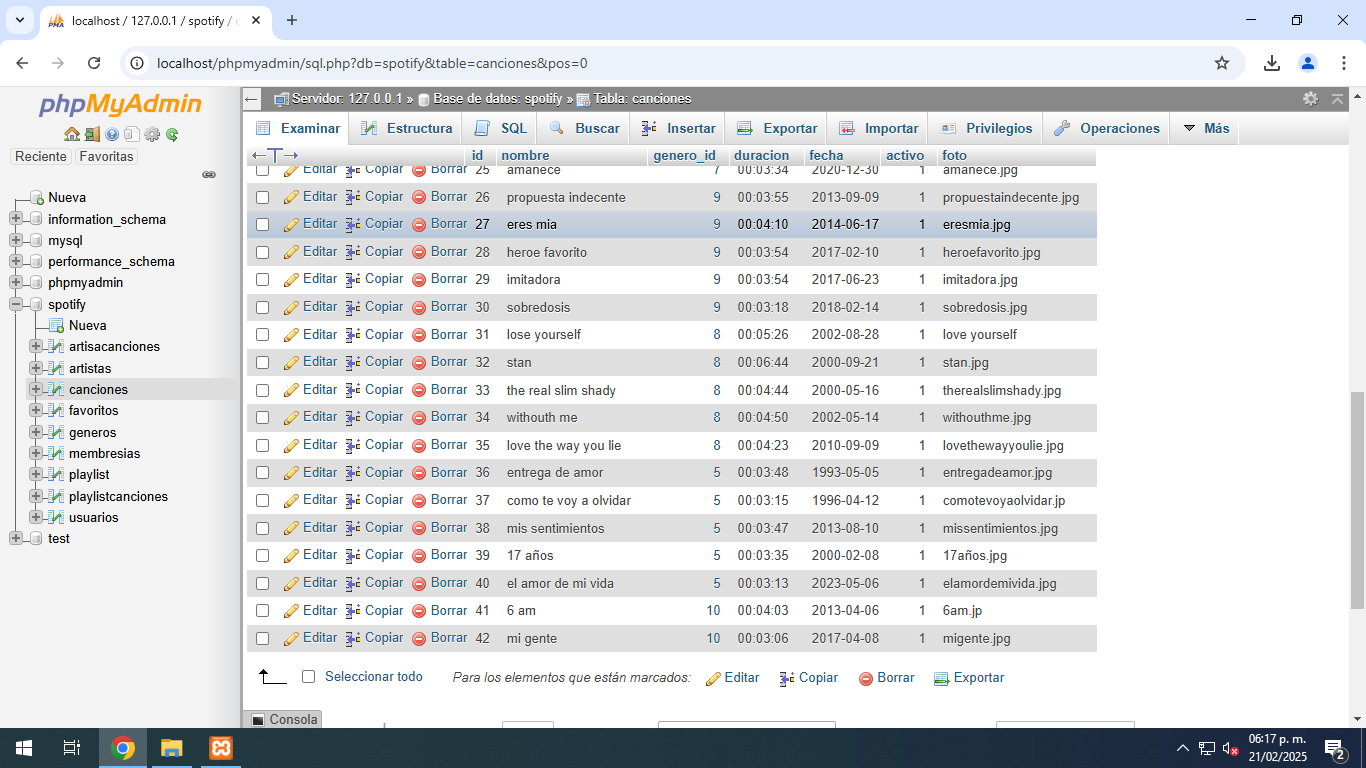 localhost / 127.0.0.1 / spotify /
localhost/phpmyadmin/sql.php?db=spotify&table=canciones&pos=0
phpMyAdmin
Reciente Favoritas
Nueva
information_schema
mysql
performance_schema
phpmyadmin
spotify
Nueva
artisacanciones
artistas
canciones
favoritos
generos
membresias
playlist
playlistcanciones
usuarios
test
Servidor: 127.0.0.1 » Base de datos: spotify » Tabla: canciones
Examinar Estructura SQL Buscar Insertar Exportar Importar Privilegios Operaciones Más
id nombre genero_id duracion fecha activo foto
Editar Copiar Borrar 25 amanece 7 00:03:34 2020-12-30 1 amanece.jpg
Editar Copiar Borrar 26 propuesta indecente 9 00:03:55 2013-09-09 1 propuestaindecente.jpg
Editar Copiar Borrar 27 eres mia 9 00:04:10 2014-06-17 1 eresmia.jpg
Editar Copiar Borrar 28 heroe favorito 9 00:03:54 2017-02-10 1 heroefavorito.jpg
Editar Copiar Borrar 29 imitadora 9 00:03:54 2017-06-23 1 imitadora.jpg
Editar Copiar Borrar 30 sobredosis 9 00:03:18 2018-02-14 1 sobredosis.jpg
Editar Copiar Borrar 31 lose yourself 8 00:05:26 2002-08-28 1 love yourself
Editar Copiar Borrar 32 stan 8 00:06:44 2000-09-21 1 stan.jpg
Editar Copiar Borrar 33 the real slim shady 8 00:04:44 2000-05-16 1 therealslimshady.jpg
Editar Copiar Borrar 34 withouth me 8 00:04:50 2002-05-14 1 withouthme.jpg
Editar Copiar Borrar 35 love the way you lie 8 00:04:23 2010-09-09 1 lovethewayyoulie.jpg
Editar Copiar Borrar 36 entrega de amor 5 00:03:48 1993-05-05 1 entregadeamor.jpg
Editar Copiar Borrar 37 como te voy a olvidar 5 00:03:15 1996-04-12 1 comotevoyaolvidar.jp
Editar Copiar Borrar 38 mis sentimientos 5 00:03:47 2013-08-10 1 missentimientos.jpg
Editar Copiar Borrar 39 17 años 5 00:03:35 2000-02-08 1 17años.jpg
Editar Copiar Borrar 40 el amor de mi vida 5 00:03:13 2023-05-06 1 elamordemivida.jpg
Editar Copiar Borrar 41 6 am 10 00:04:03 2013-04-06 1 6am.jp
Editar Copiar Borrar 42 mi gente 10 00:03:06 2017-04-08 1 migente.jpg
Seleccionar todo Para los elementos que están marcados: Editar Copiar Borrar Exportar
Consola
06:17 p. m.
21/02/2025
2